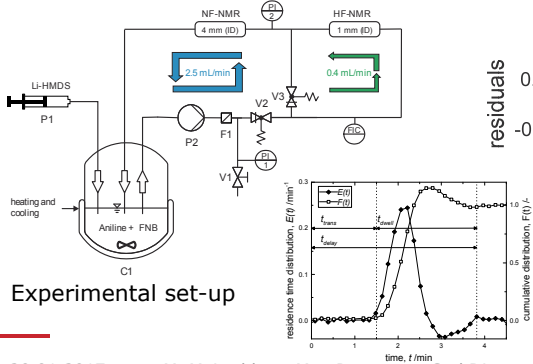 NF-NMR
PI
2
HF-NMR
4 mm (ID)
1 mm (ID)
Li-HMDS
2.5 mL/min
0.4 mL/min
P1
V3
V2
P2
F1
FIC
PI
1
V1
heating and
cooling
Aniline + FNB
C1
Experimental set-up
residuals
0.
-0
residence time distribution, E(t) /min⁻¹
0.3
0.2
0.1
0.0
E(t)
F(t)
t_trans
t_dwell
t_delay
1.0
0.5
0.0
cumulative distribution, F(t) /-
0
1
2
3
4
time, t /min